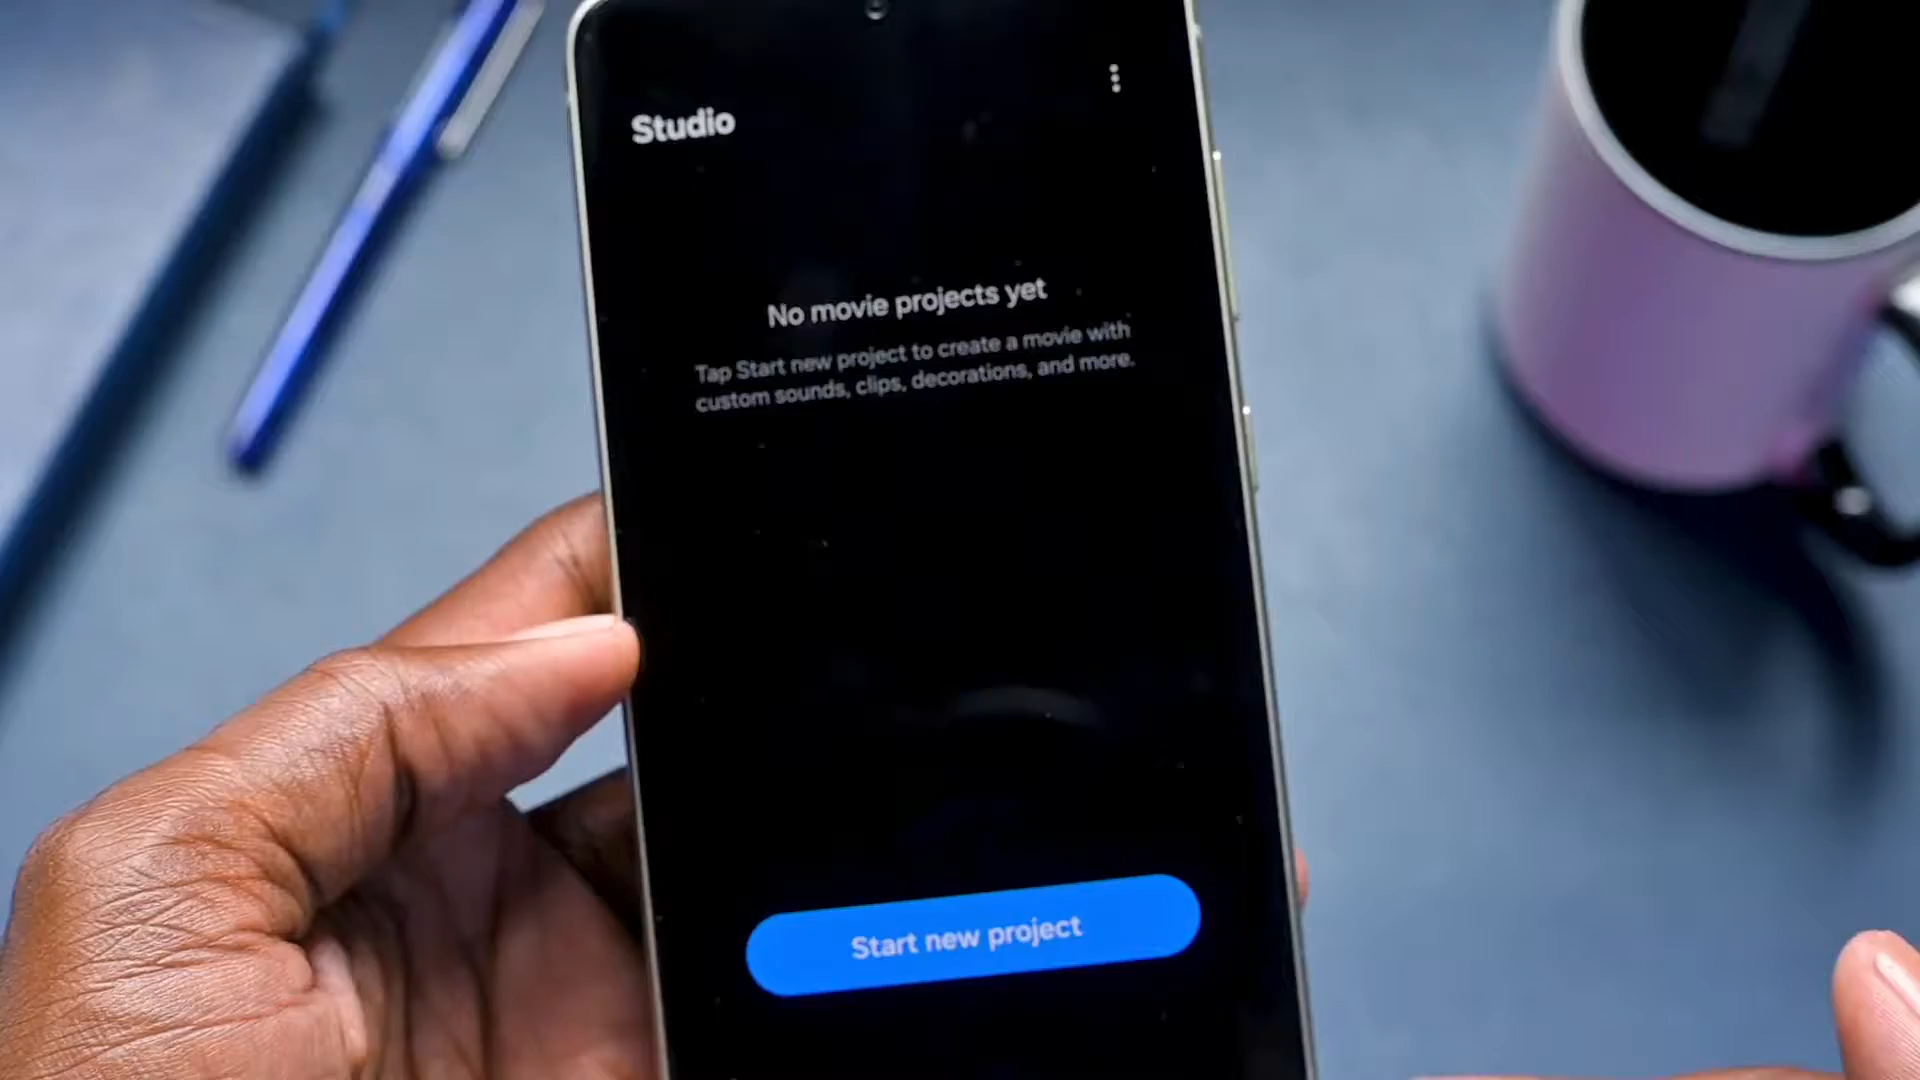 Studio
No movie projects yet
Tap Start new project to create a movie with
custom sounds, clips, decorations, and more.
Start new project